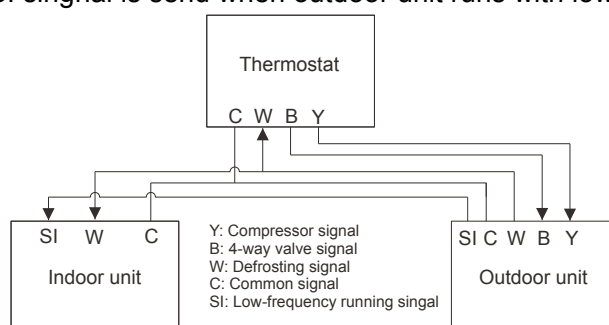 singnal is send when outdoor unit runs with low
Thermostat
C W B Y
SI W C
Indoor unit
Y: Compressor signal
B: 4-way valve signal
W: Defrosting signal
C: Common signal
SI: Low-frequency running singal
SI C W B Y
Outdoor unit